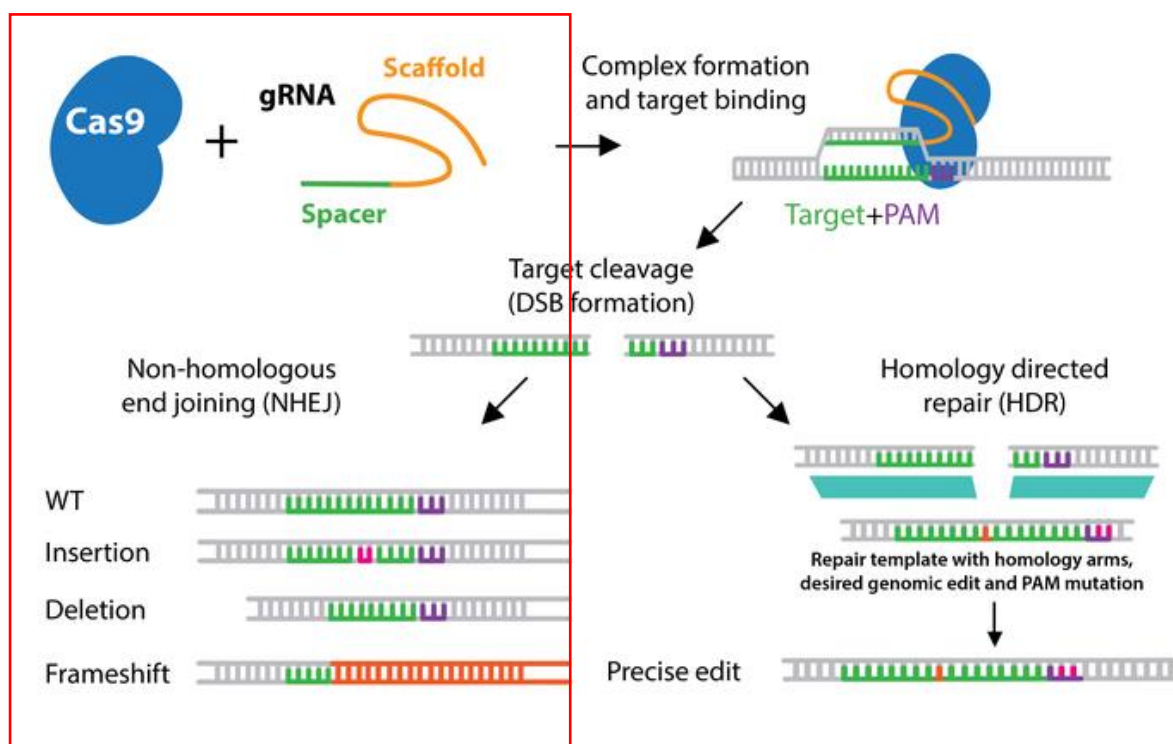 Cas9
+
gRNA
Scaffold
Spacer
Complex formation
and target binding
Target+PAM
Target cleavage
(DSB formation)
Non-homologous
end joining (NHEJ)
WT
Insertion
Deletion
Frameshift
Homology directed
repair (HDR)
Repair template with homology arms,
desired genomic edit and PAM mutation
Precise edit